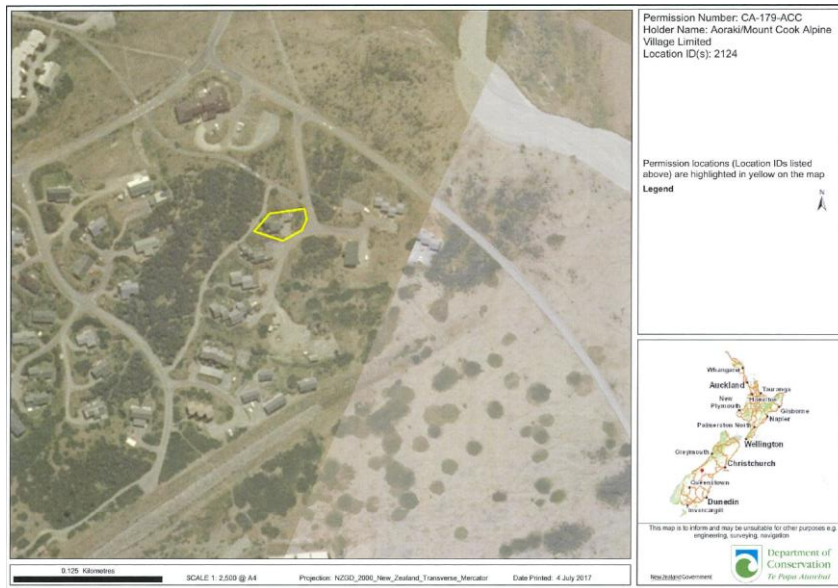 Permission Number: CA-179-ACC
Holder Name: Aoraki/Mount Cook Alpine
Village Limited
Location ID(s): 2124
Permission locations (Location IDs listed
above) are highlighted in yellow on the map
Legend
N
Whangarei
Auckland
Tauranga
Hamilton
New
Plymouth
Gisborne
Napier
Palmerston North
Wellington
Greymouth
Christchurch
Queenstown
Dunedin
Invercargill
This map is to inform and may be unsuitable for other purposes e.g.
engineering, surveying, navigation
New Zealand Government
Department of
Conservation
Te Papa Atawhai
0.125 Kilometres
SCALE 1: 2,500 @ A4
Projection: NZGD_2000_New_Zealand_Transverse_Mercator
Date Printed: 4 July 2017